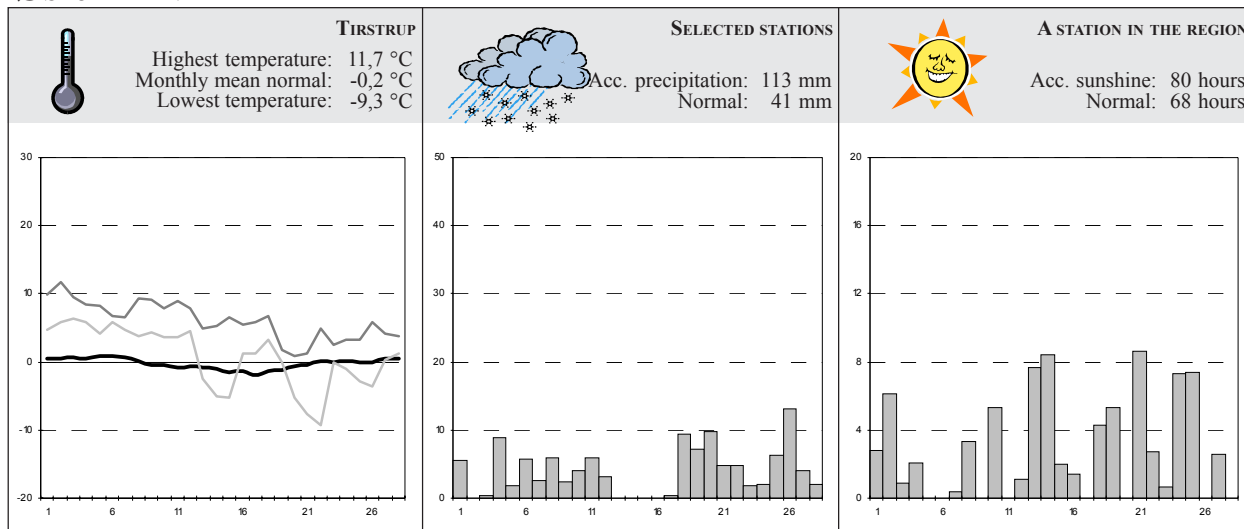 TIRSTRUP
Highest temperature: 11,7 °C
Monthly mean normal: -0,2 °C
Lowest temperature: -9,3 °C
SELECTED STATIONS
Acc. precipitation: 113 mm
Normal: 41 mm
A STATION IN THE REGION
Acc. sunshine: 80 hours
Normal: 68 hours
30
20
10
0
-10
-20
1 6 11 16 21 26
50
40
30
20
10
0
1 6 11 16 21 26
20
16
12
8
4
0
1 6 11 16 21 26